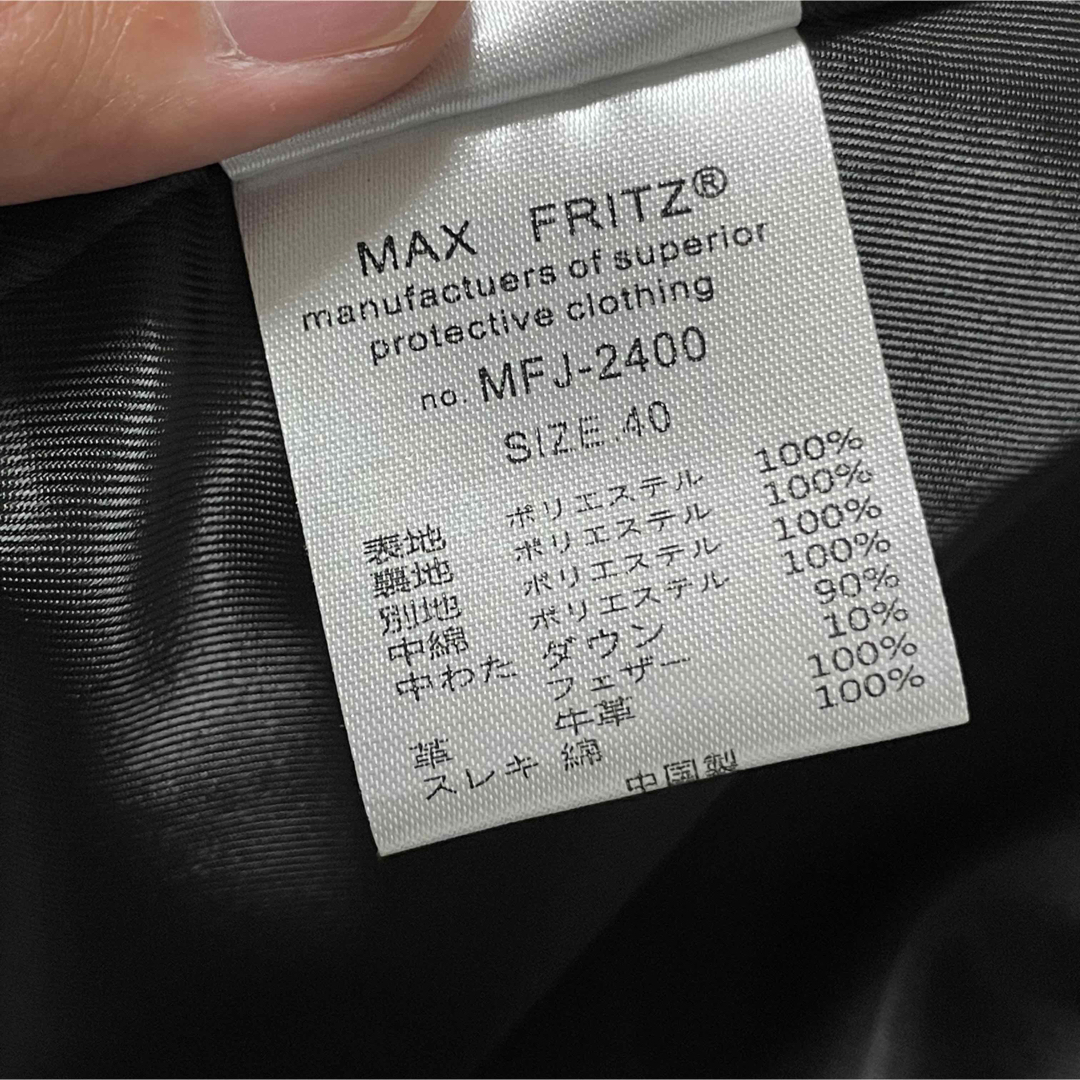 MAX FRITZ®
manufactuers of superior
protective clothing
no. MFJ-2400
SIZE.40
表地 ポリエステル 100%
裏地 ポリエステル 100%
別地 ポリエステル 100%
中綿 ポリエステル 100%
中わた ダウン 90%
フェザー 10%
革 牛革 100%
スレキ 綿 100%
中国製